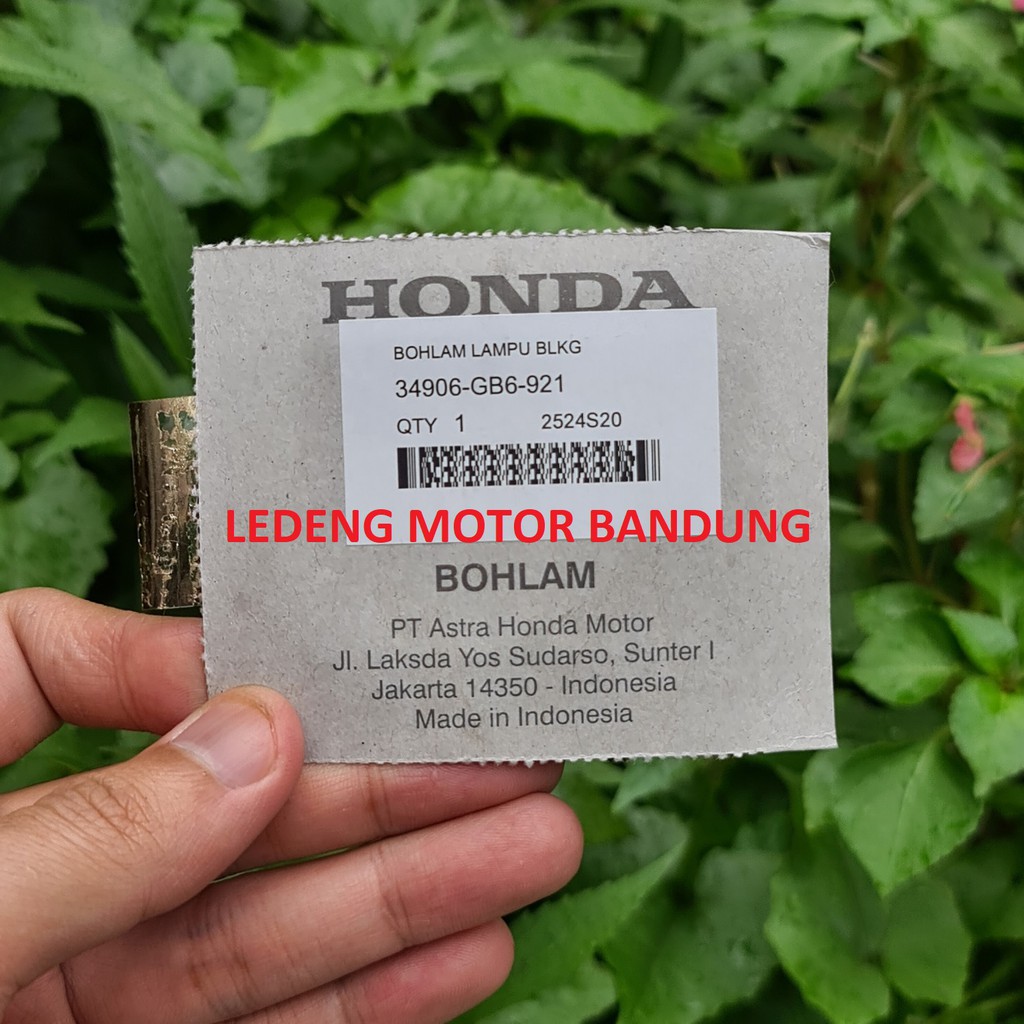 HONDA
BOHLAM LAMPU BLKG
34906-GB6-921
QTY 1 2524S20
LEDENG MOTOR BANDUNG
BOHLAM
PT Astra Honda Motor
Jl. Laksda Yos Sudarso, Sunter I
Jakarta 14350 - Indonesia
Made in Indonesia